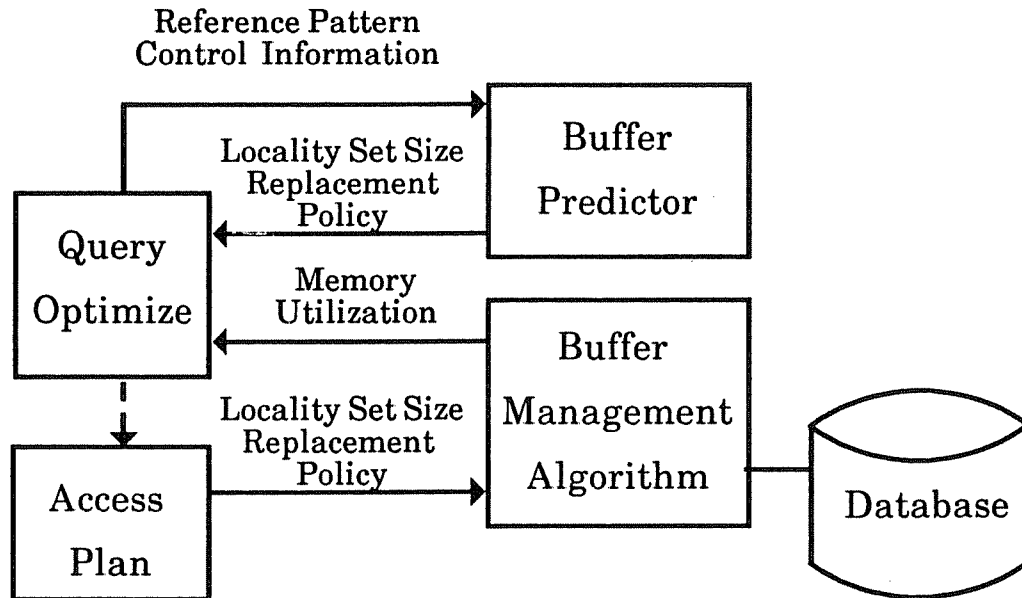 Reference Pattern
Control Information
Buffer
Predictor
Locality Set Size
Replacement
Policy
Query
Optimize
Memory
Utilization
Buffer
Management
Algorithm
Locality Set Size
Replacement
Policy
Access
Plan
Database